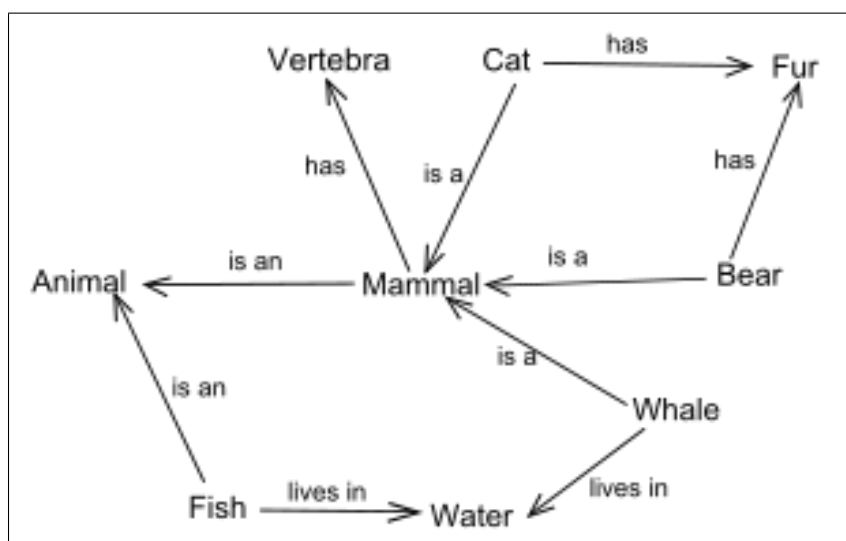 Vertebra
Cat
has
Fur
has
is a
has
Animal
is an
Mammal
is a
Bear
is a
is an
Whale
Fish
lives in
Water
lives in